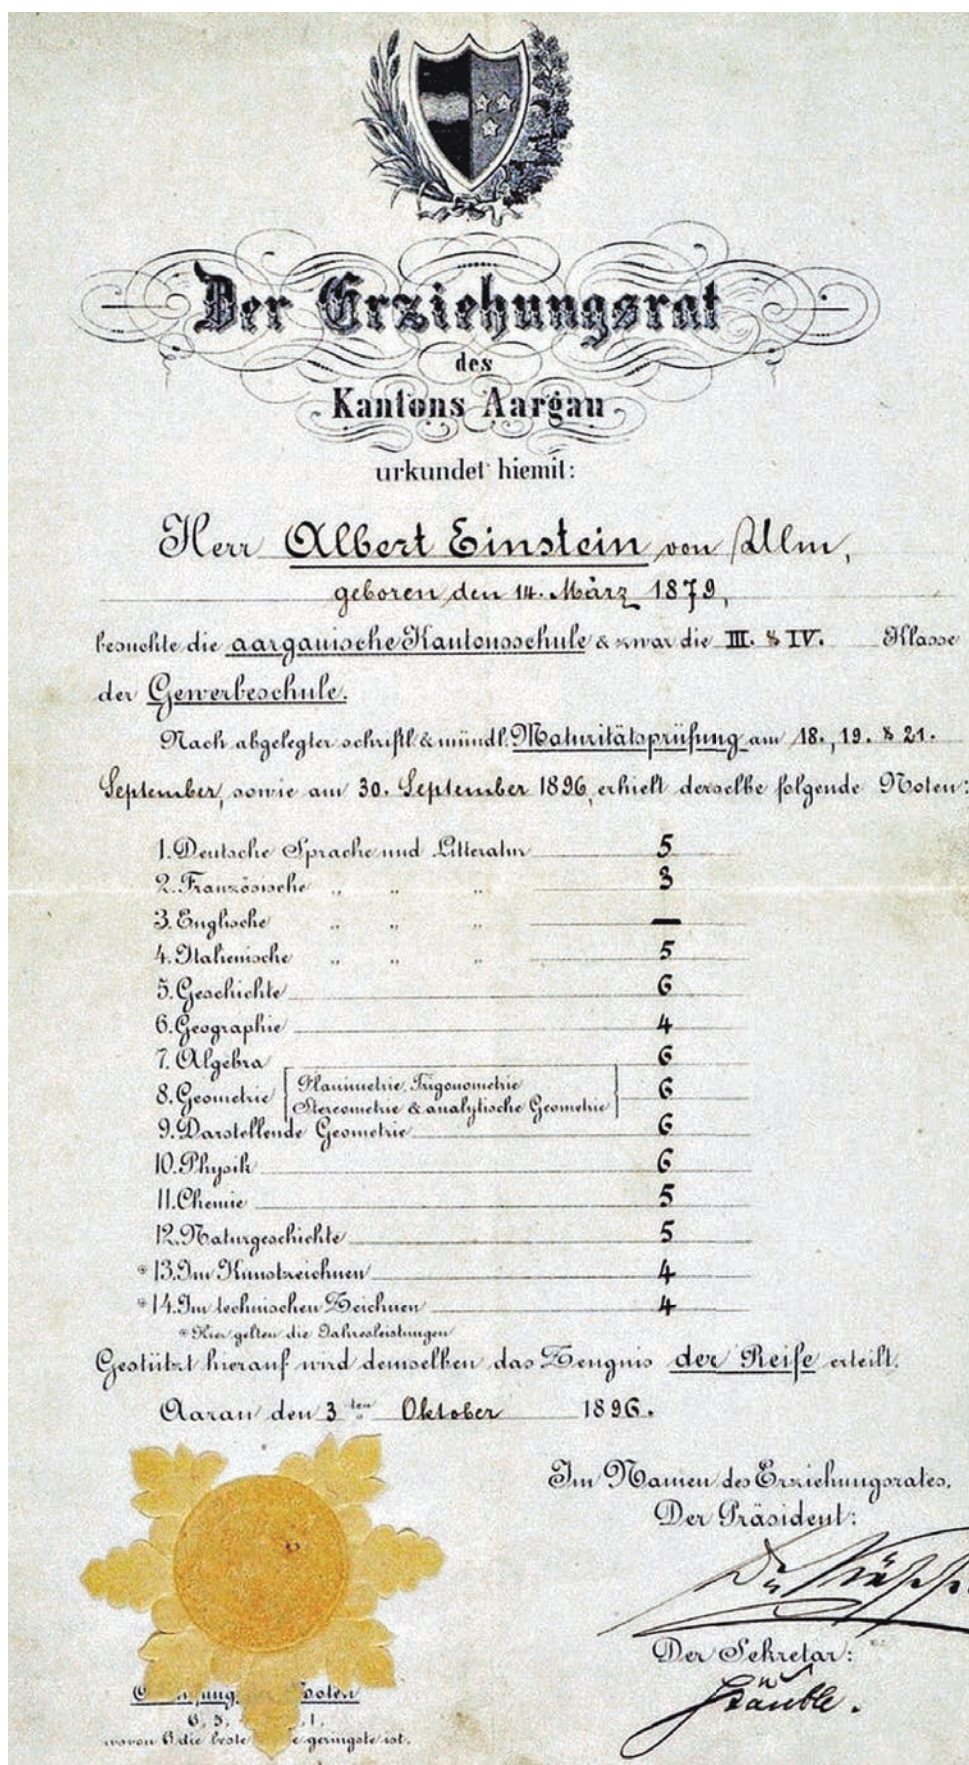 Der Erziehungsrat
des
Kantons Aargau
urkundet hiemit:
Herr Albert Einstein von Ulm,
geboren den 14. März 1879,
besuchte die aargauische Kantonsschule & zwar die III. & IV. Klasse
der Gewerbeschule.
Nach abgelegter schriftl. & mündl. Maturitätsprüfung am 18., 19. & 21.
September, sowie am 30. September 1896, erhielt derselbe folgende Noten:
1. Deutsche Sprache und Litteratur 5
2. Französische „ „ „ 3
3. Englische „ „ „ —
4. Italienische „ „ „ 5
5. Geschichte 6
6. Geographie 4
7. Algebra 6
8. Geometrie [Planimetrie, Trigonometrie
Stereometrie & analytische Geometrie] 6
9. Darstellende Geometrie 6
10. Physik 6
11. Chemie 5
12. Naturgeschichte 5
* 13. Im Kunstzeichnen 4
* 14. Im technischen Zeichnen 4
* Hier gelten die Jahresleistungen
Gestützt hierauf wird demselben das Zeugnis der Reife erteilt.
Aarau den 3ten Oktober 1896.
Im Namen des Erziehungsrates.
Der Präsident:
Der Sekretär:
Stäuble.
Noten
6, 5, 1,
wovon 6 die beste geringste ist.